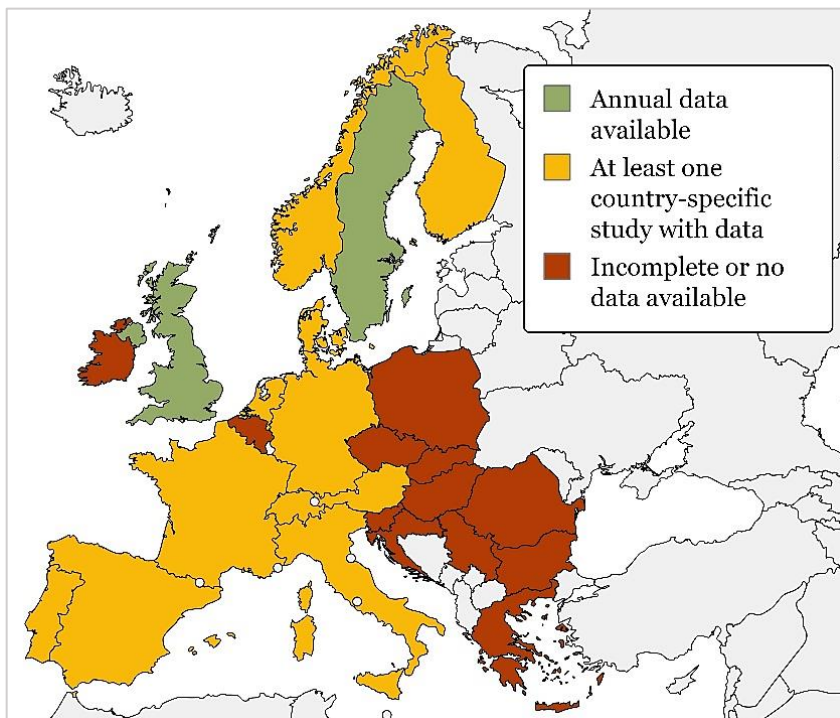 Annual data
available
At least one
country-specific
study with data
Incomplete or no
data available